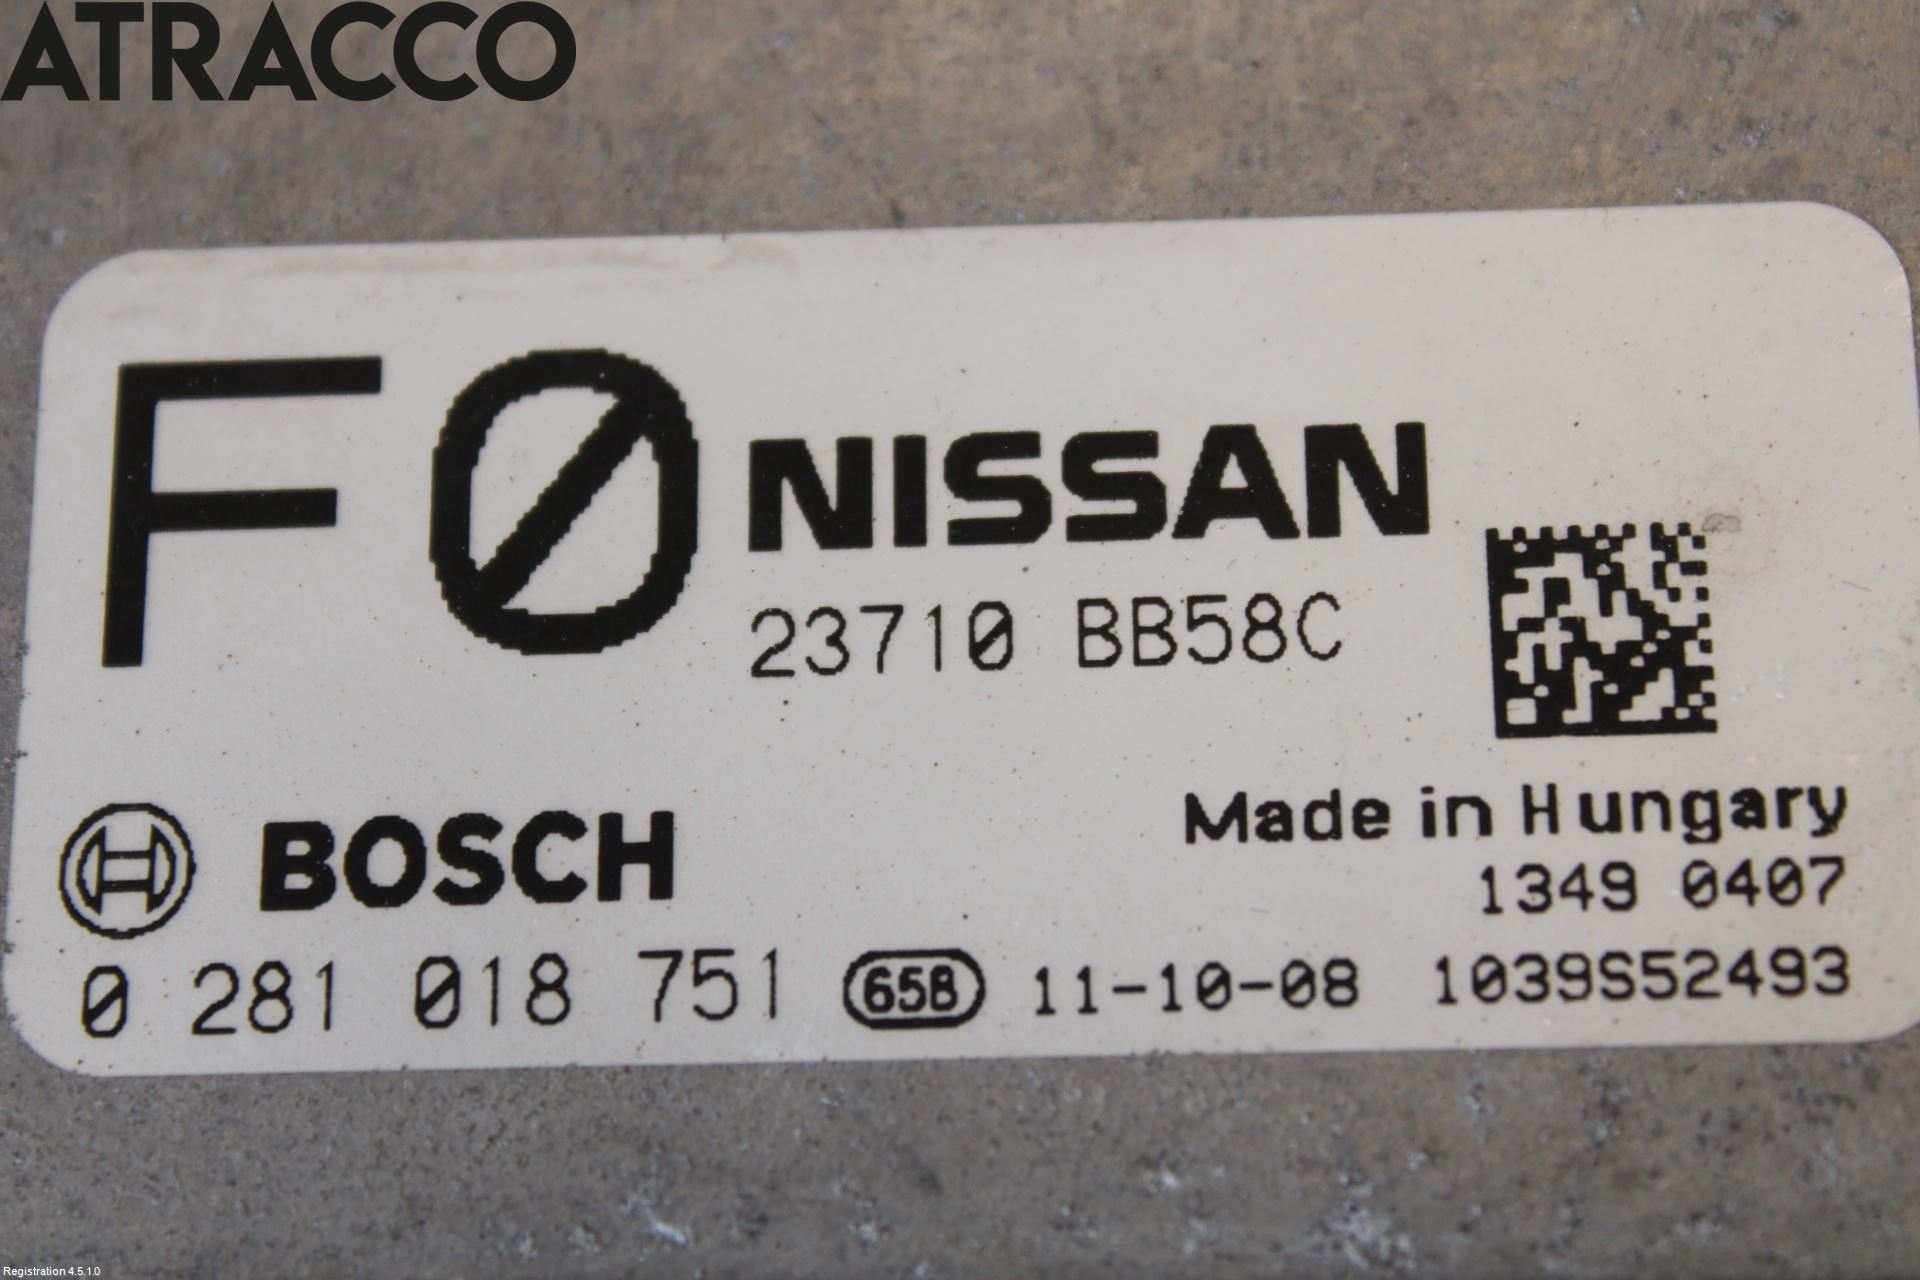 ATRACCO
F0 NISSAN
23710 BB58C
BOSCH
Made in Hungary
1349 0407
0 281 018 751 65B 11-10-08 1039S52493
Registration 4.5.1.0